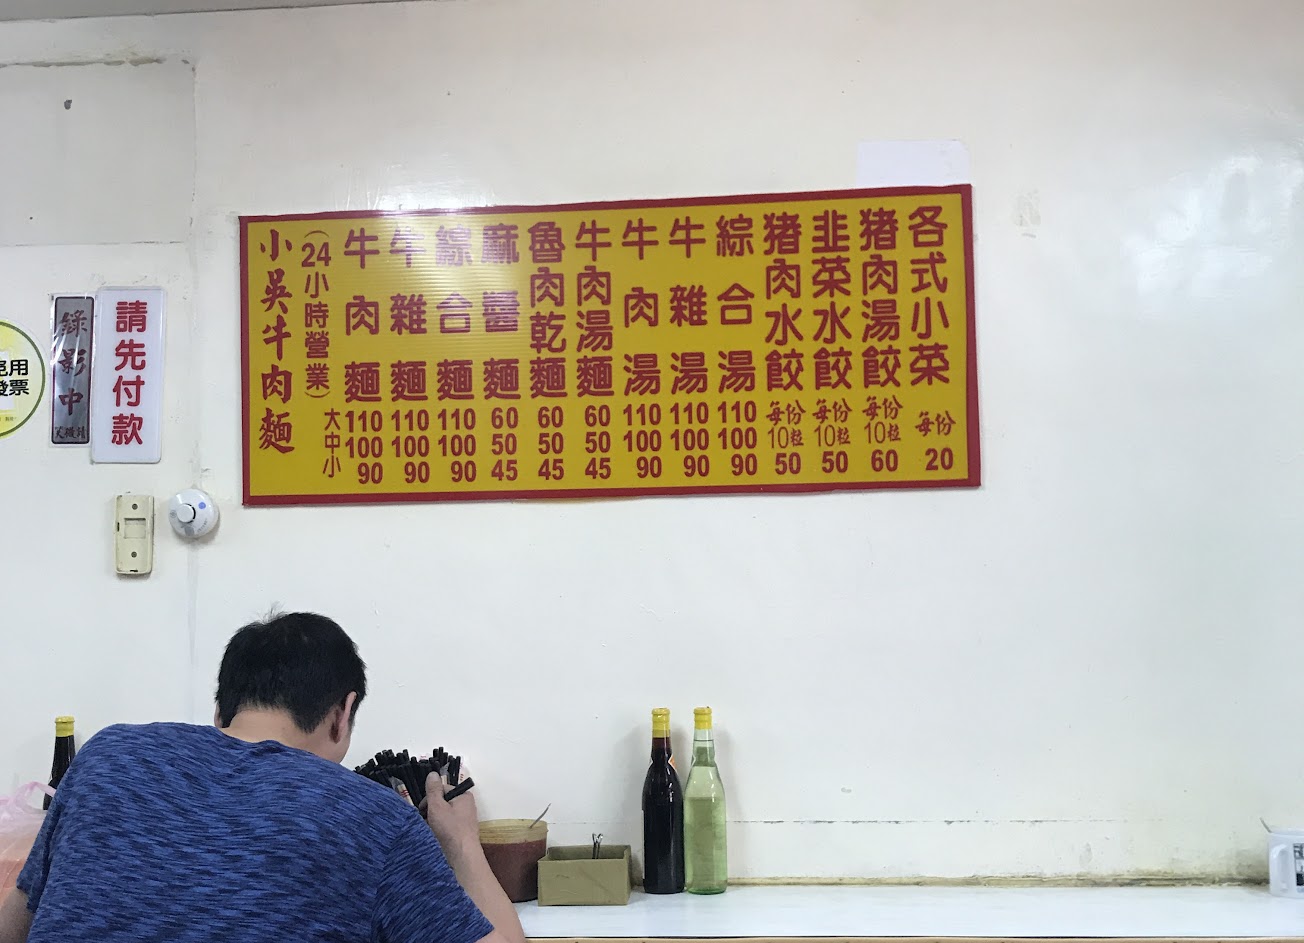 小吳牛肉麵
(24小時營業)
大 中 小
牛肉麵 110 100 90
牛雜麵 110 100 90
綜合麵 110 100 90
麻醬麵 60 50 45
魯肉乾麵 60 50 45
牛肉湯麵 60 50 45
牛肉湯 110 100 90
牛雜湯 110 100 90
綜合湯 110 100 90
豬肉水餃 每份 10粒 50
韭菜水餃 每份 10粒 50
豬肉湯餃 每份 10粒 60
各式小菜 每份 20
請先付款
錄影中
用
發票